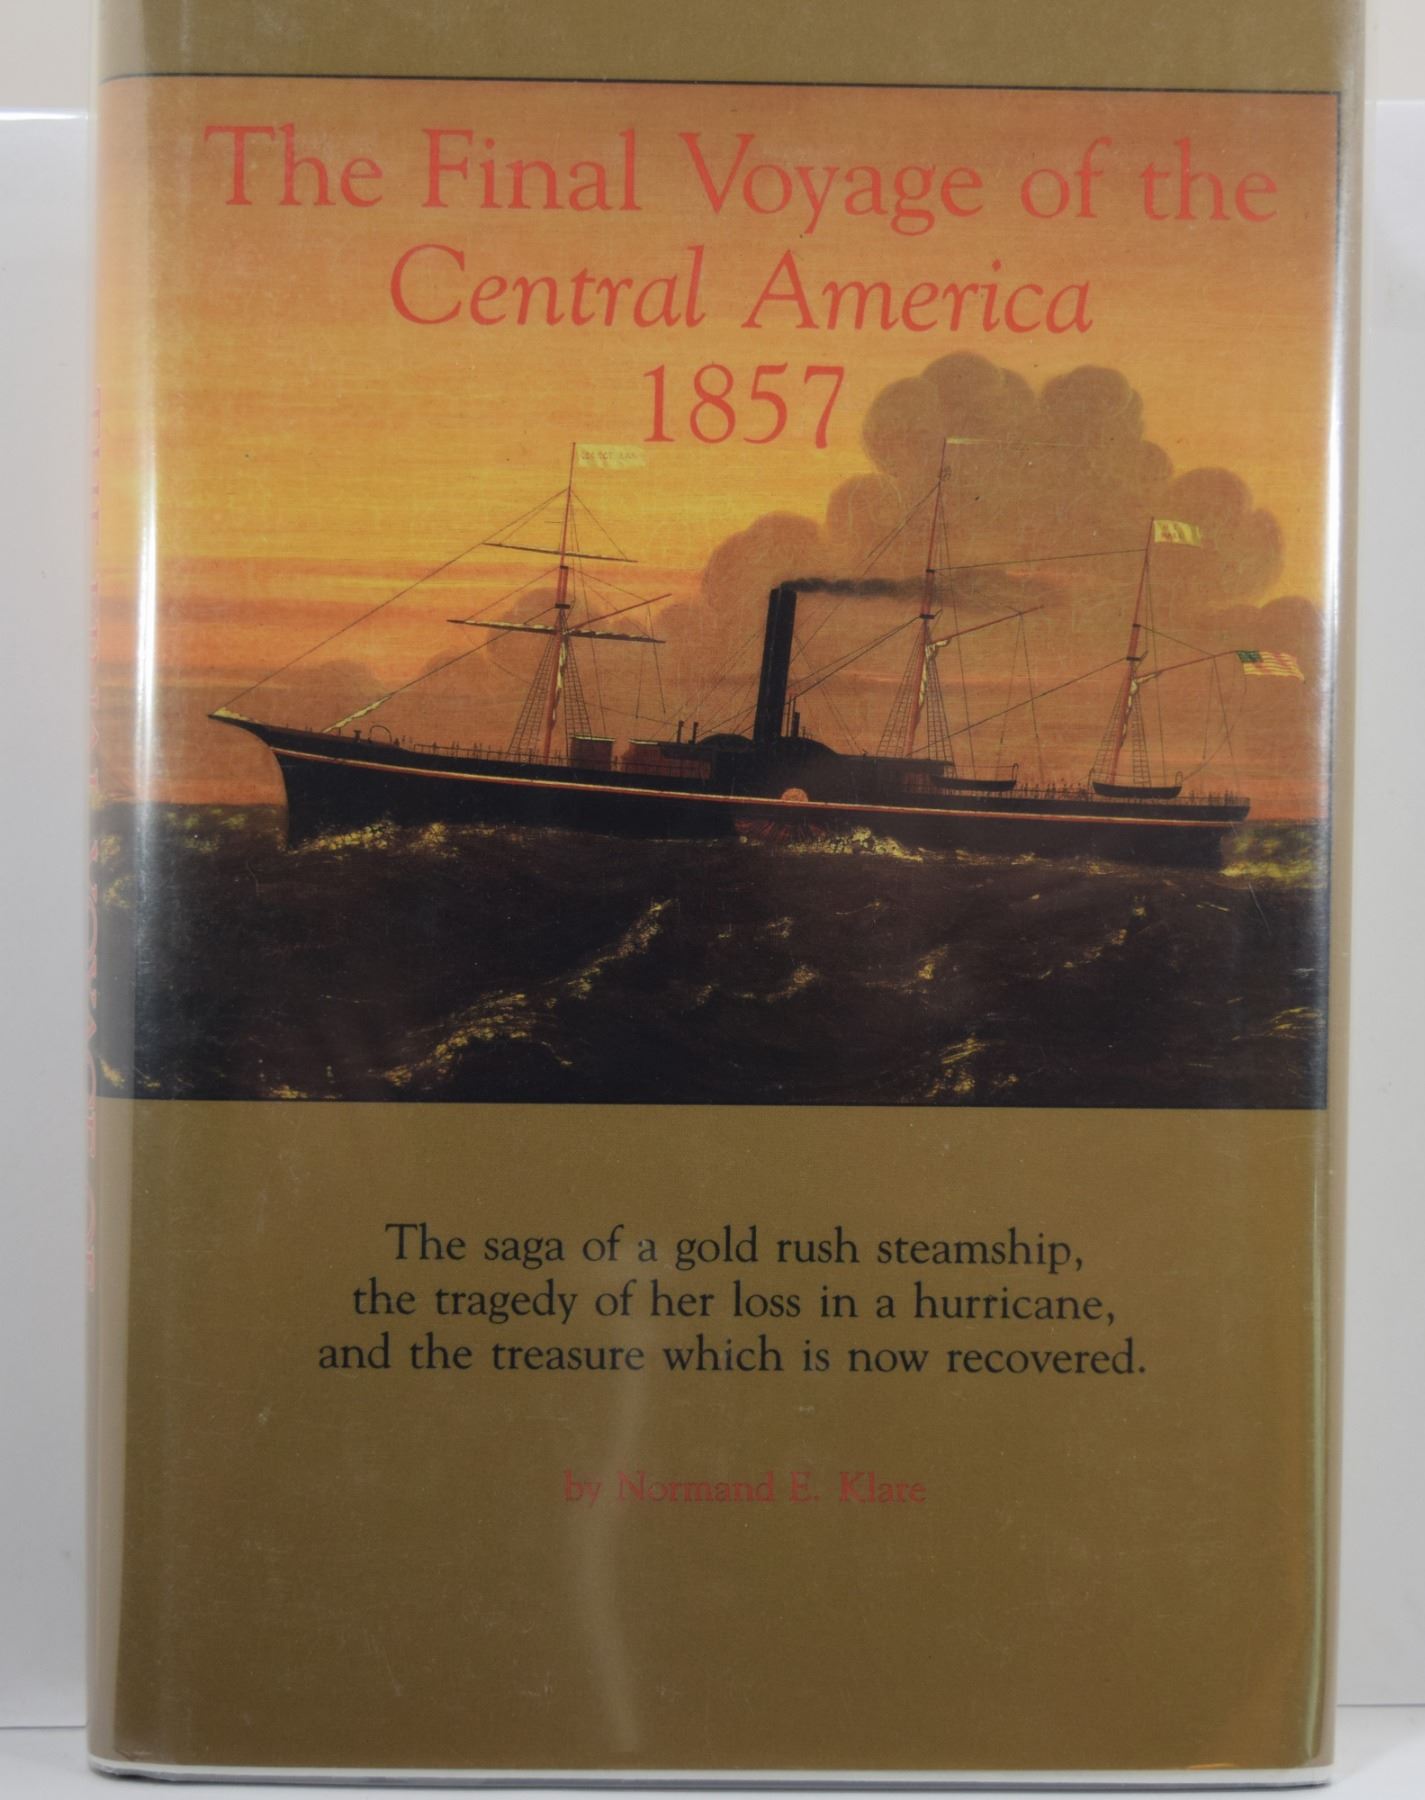 The Final Voyage of the
Central America
1857
The saga of a gold rush steamship,
the tragedy of her loss in a hurricane,
and the treasure which is now recovered.
by Normand E. Klare